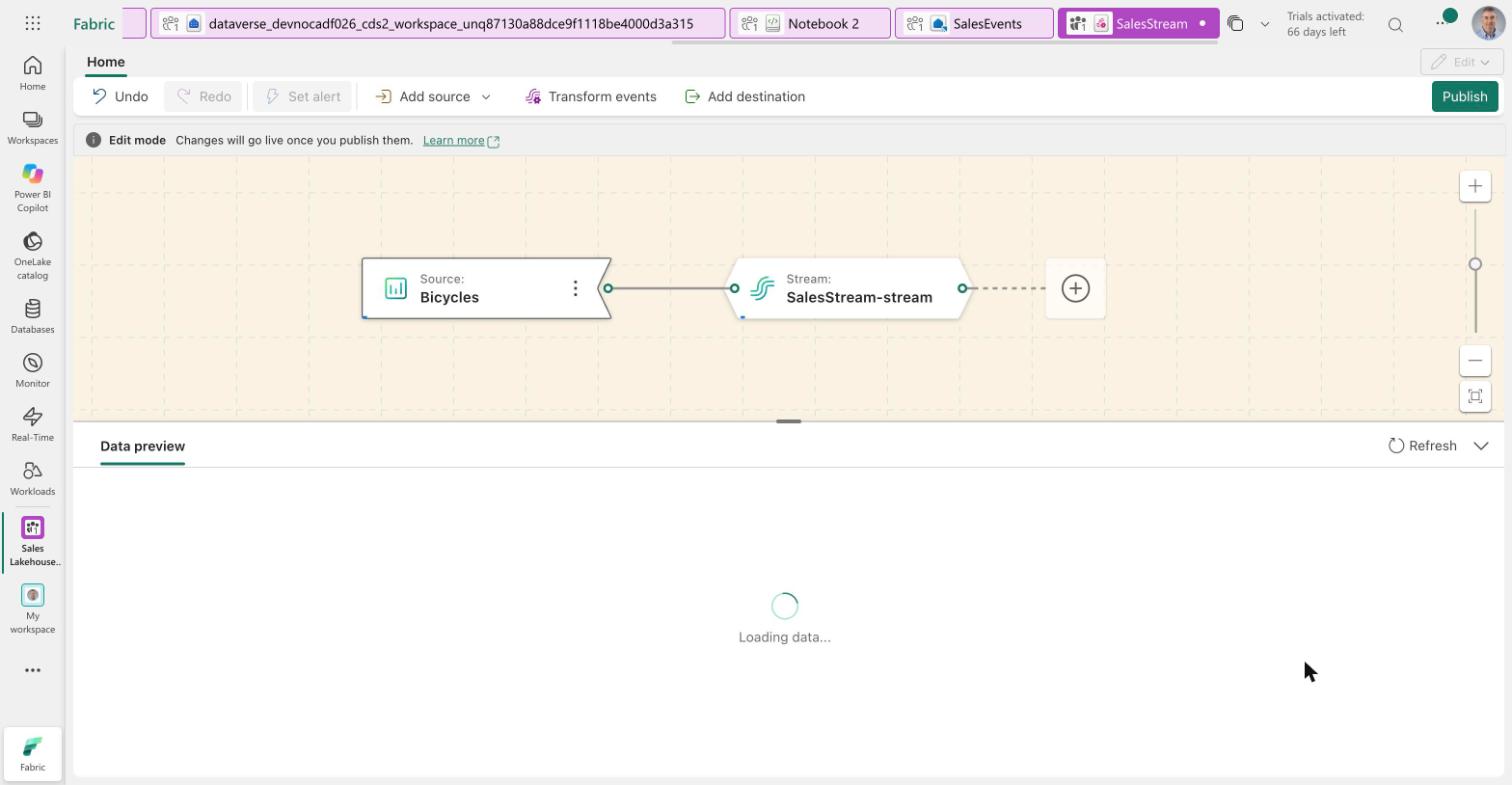 Fabric
dataverse_devnocadf026_cds2_workspace_unq87130a88dce9f1118be4000d3a315
Notebook 2
SalesEvents
SalesStream
Trials activated:
66 days left
Home
Edit
Undo
Redo
Set alert
Add source
Transform events
Add destination
Publish
Edit mode Changes will go live once you publish them. Learn more
Home
Workspaces
Power BI
Copilot
OneLake
catalog
Databases
Monitor
Real-Time
Workloads
Sales
Lakehouse..
My
workspace
Fabric
Source:
Bicycles
Stream:
SalesStream-stream
Data preview
Refresh
Loading data...